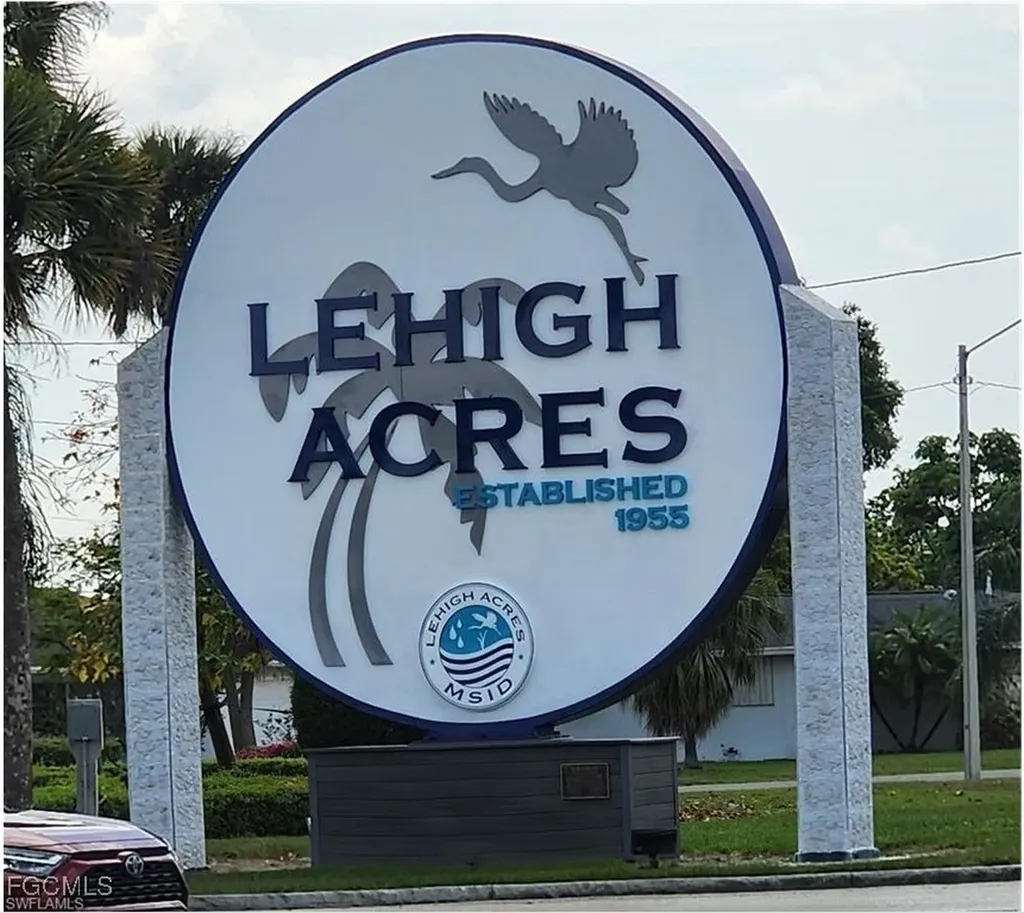 LEHIGH
ACRES
ESTABLISHED
1955
LEHIGH ACRES
MSID
FGCMLS
SWFLAMLS